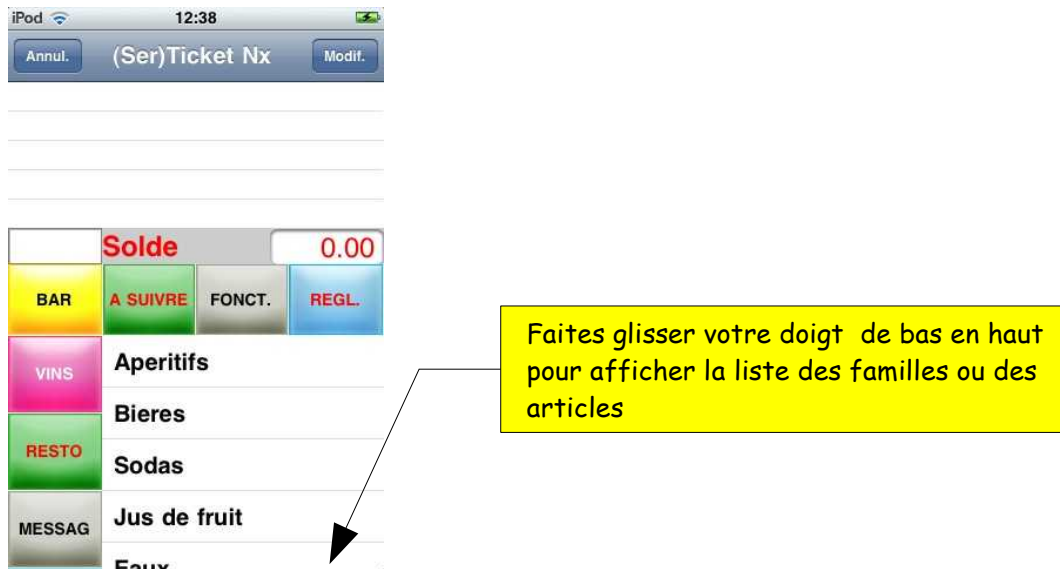 iPod 12:38
Annul. (Ser)Ticket Nx Modif.
Solde 0.00
BAR A SUIVRE FONCT. REGL.
VINS
RESTO
MESSAG
Aperitifs
Bieres
Sodas
Jus de fruit
Eaux
Faites glisser votre doigt de bas en haut
pour afficher la liste des familles ou des
articles